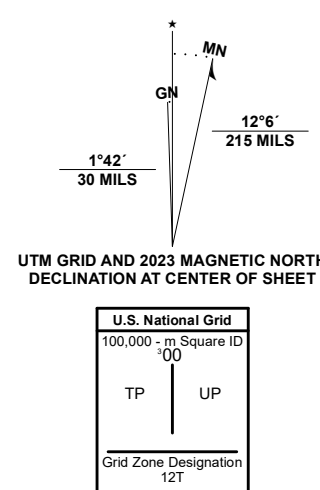 ★
MN
GN
12°6´
215 MILS
1°42´
30 MILS
UTM GRID AND 2023 MAGNETIC NORTH
DECLINATION AT CENTER OF SHEET
U.S. National Grid
100,000 - m Square ID
³00
TP UP
Grid Zone Designation
12T